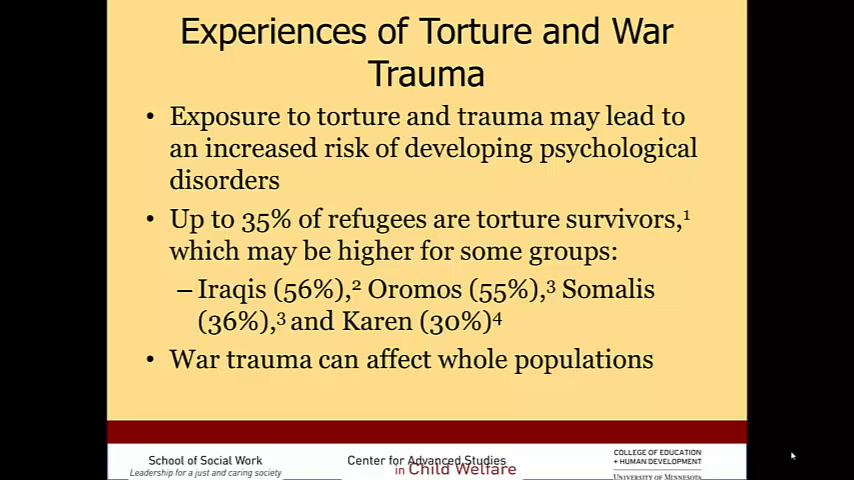 Experiences of Torture and War
Trauma
• Exposure to torture and trauma may lead to
an increased risk of developing psychological
disorders
• Up to 35% of refugees are torture survivors,¹
which may be higher for some groups:
– Iraqis (56%),² Oromos (55%),³ Somalis
(36%),³ and Karen (30%)⁴
• War trauma can affect whole populations
School of Social Work
Leadership for a just and caring society
Center for Advanced Studies
in Child Welfare
COLLEGE OF EDUCATION
+ HUMAN DEVELOPMENT
UNIVERSITY OF MINNESOTA